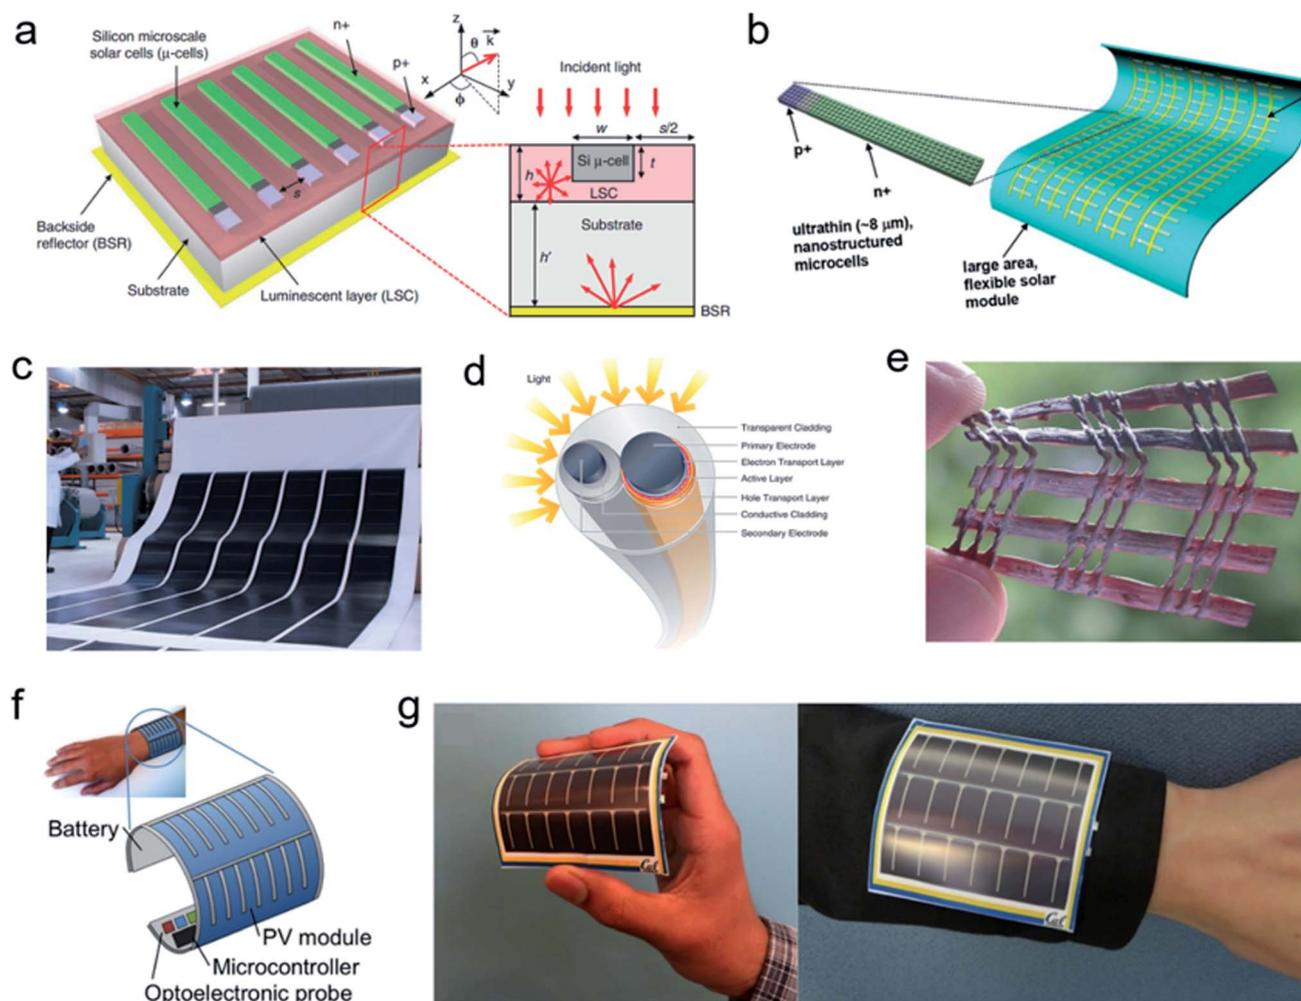 a
Silicon microscale
solar cells (μ-cells)
n+
p+
z
θ
k
x
y
ϕ
Incident light
w
s/2
Si μ-cell
t
h
LSC
s
Substrate
h'
BSR
Backside
reflector (BSR)
Substrate
Luminescent layer (LSC)
b
p+
n+
ultrathin (~8 μm),
nanostructured
microcells
large area,
flexible solar
module
c
d
Light
Transparent Cladding
Primary Electrode
Electron Transport Layer
Active Layer
Hole Transport Layer
Conductive Cladding
Secondary Electrode
e
f
Battery
PV module
Microcontroller
Optoelectronic probe
g
Cal
Cal